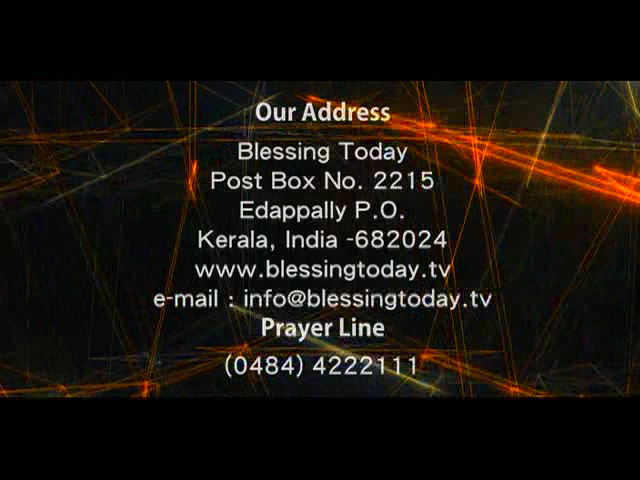 Our Address
Blessing Today
Post Box No. 2215
Edappally P.O.
Kerala, India -682024
www.blessingtoday.tv
e-mail : info@blessingtoday.tv
Prayer Line
(0484) 4222111